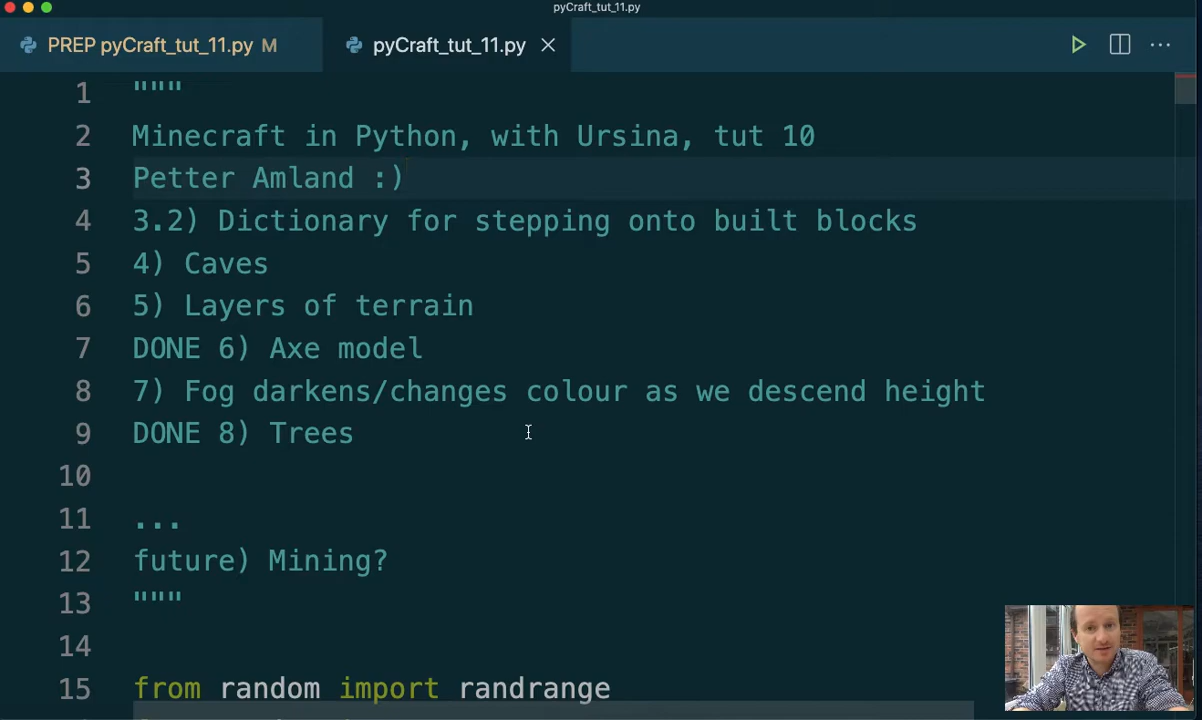 pyCraft_tut_11.py
PREP pyCraft_tut_11.py M
pyCraft_tut_11.py
1 """
2 Minecraft in Python, with Ursina, tut 10
3 Petter Amland :)
4 3.2) Dictionary for stepping onto built blocks
5 4) Caves
6 5) Layers of terrain
7 DONE 6) Axe model
8 7) Fog darkens/changes colour as we descend height
9 DONE 8) Trees
10
11 ...
12 future) Mining?
13 """
14
15 from random import randrange